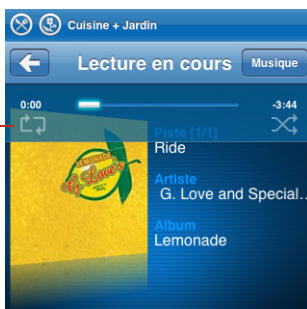 Cuisine + Jardin
Lecture en cours
Musique
0:00
-3:44
Piste [1/1]
Ride
Artiste
G. Love and Special...
Album
Lemonade
LEMONADE
G. Love's